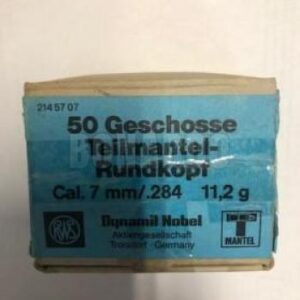 214 57 07
50 Geschosse
Teilmantel-
Rundkopf
Cal. 7 mm/.284 11,2 g
RWS
Dynamit Nobel
Aktiengesellschaft
Troisdorf · Germany
T
MANTEL